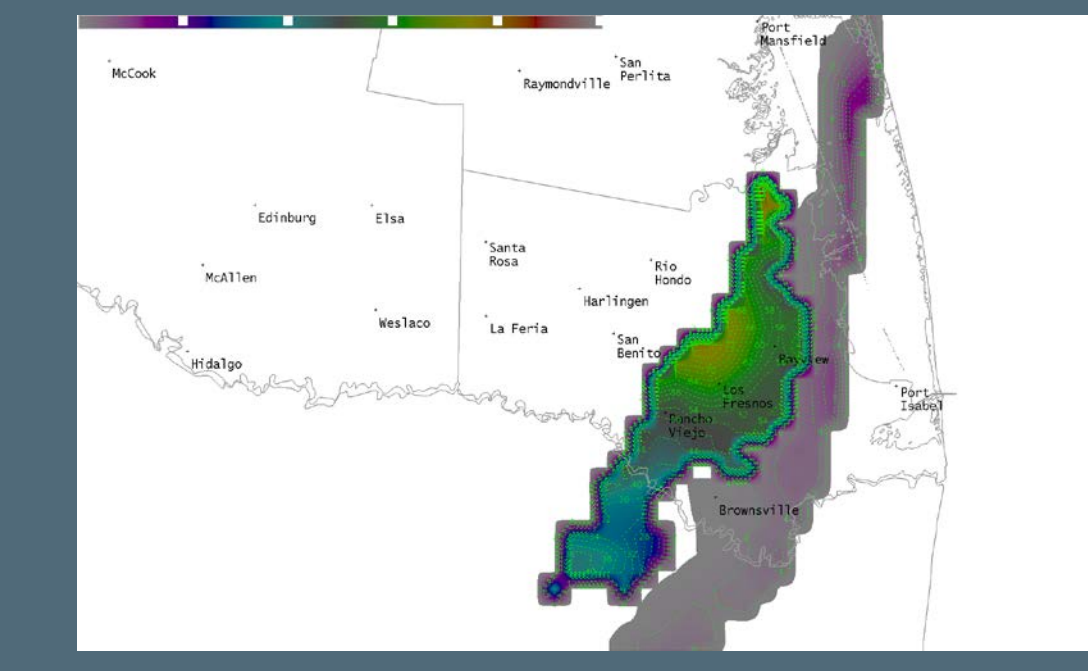 Port
Mansfield
McCook
San
Perlita
Raymondville
Edinburg
Elsa
Santa
Rosa
McAllen
Rio
Hondo
Harlingen
Weslaco
La Feria
San
Benito
Hidalgo
Bayview
Los
Fresnos
Port
Isabel
Rancho
Viejo
Brownsville